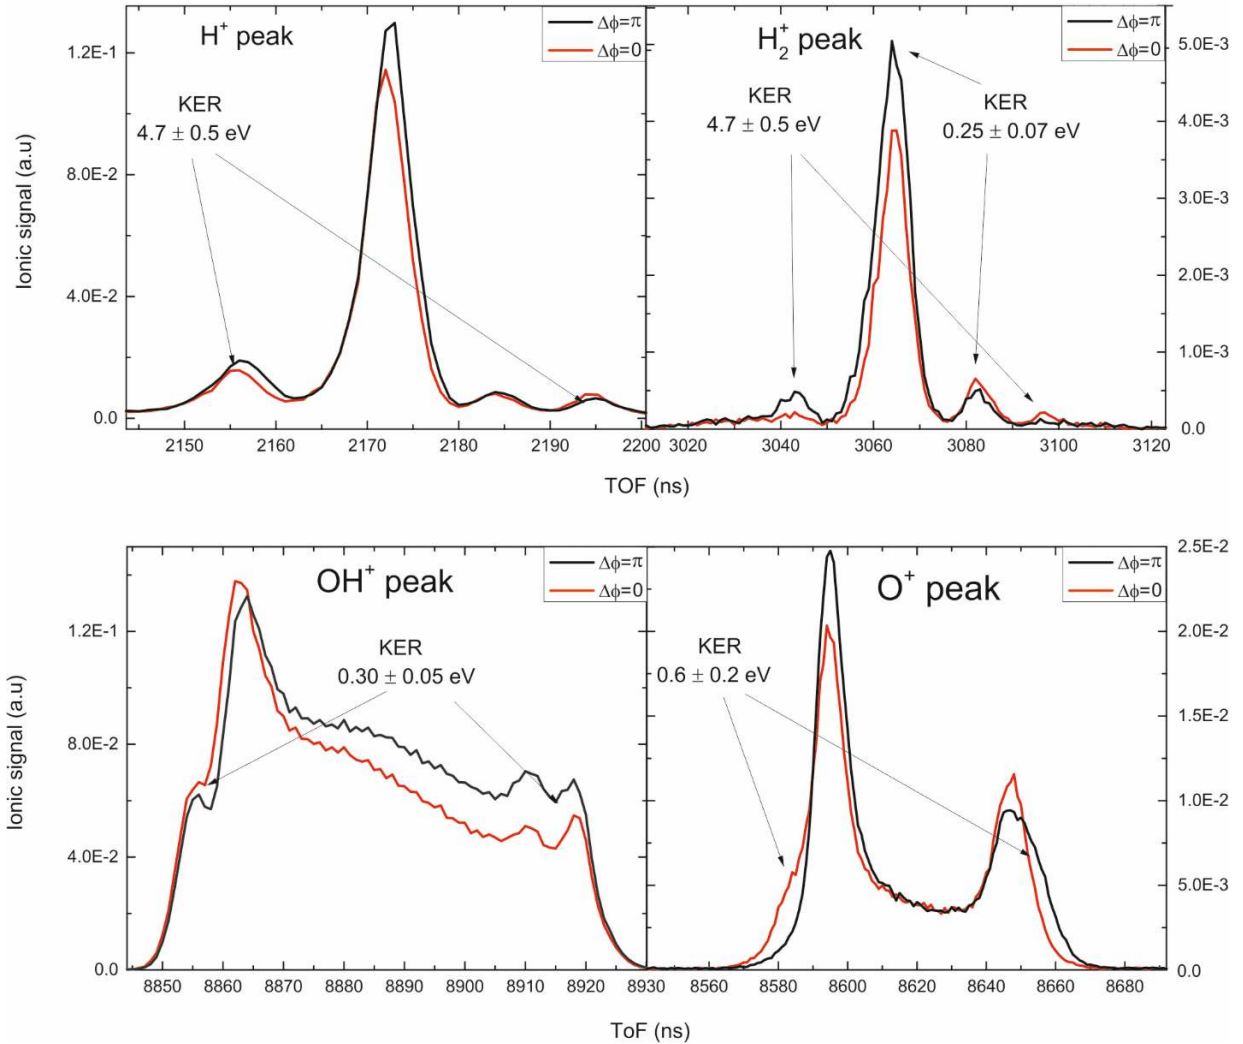 H+ peak
Δϕ=π
Δϕ=0
KER
4.7 ± 0.5 eV
1.2E-1
8.0E-2
4.0E-2
0.0
Ionic signal (a.u)
2150 2160 2170 2180 2190 2200
H2+ peak
Δϕ=π
Δϕ=0
KER
4.7 ± 0.5 eV
KER
0.25 ± 0.07 eV
5.0E-3
4.0E-3
3.0E-3
2.0E-3
1.0E-3
0.0
3020 3040 3060 3080 3100 3120
TOF (ns)
OH+ peak
Δϕ=π
Δϕ=0
KER
0.30 ± 0.05 eV
1.2E-1
8.0E-2
4.0E-2
0.0
Ionic signal (a.u)
8850 8860 8870 8880 8890 8900 8910 8920 8930
O+ peak
Δϕ=π
Δϕ=0
KER
0.6 ± 0.2 eV
2.5E-2
2.0E-2
1.5E-2
1.0E-2
5.0E-3
0.0
8560 8580 8600 8620 8640 8660 8680
ToF (ns)